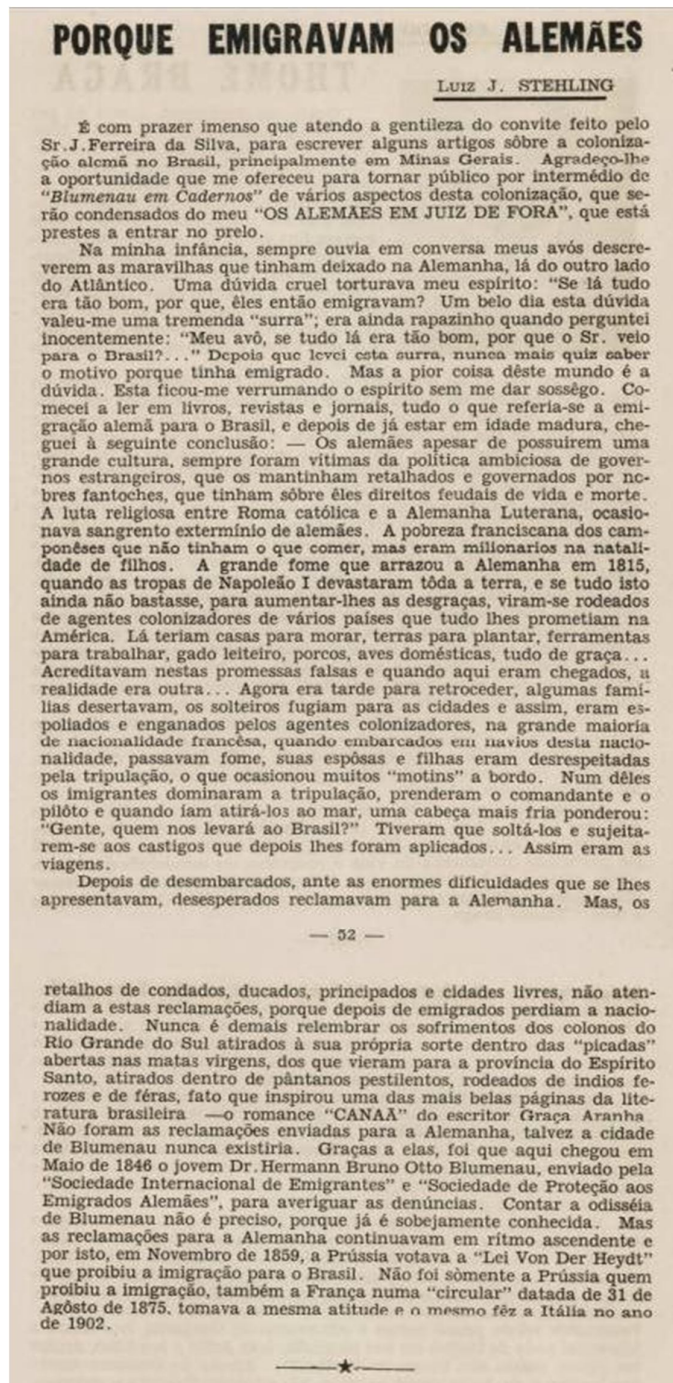 PORQUE EMIGRAVAM OS ALEMÃES
LUIZ J. STEHLING
É com prazer imenso que atendo a gentileza do convite feito pelo
Sr.J.Ferreira da Silva, para escrever alguns artigos sôbre a coloniza-
ção alemã no Brasil, principalmente em Minas Gerais. Agradeço-lhe
a oportunidade que me ofereceu para tornar público por intermédio de
"Blumenau em Cadernos" de vários aspectos desta colonização, que se-
rão condensados do meu "OS ALEMÃES EM JUIZ DE FORA", que está
prestes a entrar no prelo.
Na minha infância, sempre ouvia em conversa meus avós descre-
verem as maravilhas que tinham deixado na Alemanha, lá do outro lado
do Atlântico. Uma dúvida cruel torturava meu espírito: "Se lá tudo
era tão bom, por que, êles então emigravam? Um belo dia esta dúvida
valeu-me uma tremenda "surra"; era ainda rapazinho quando perguntei
inocentemente: "Meu avô, se tudo lá era tão bom, por que o Sr. veio
para o Brasil?..." Depois que levei esta surra, nunca mais quiz saber
o motivo porque tinha emigrado. Mas a pior coisa dêste mundo é a
dúvida. Esta ficou-me verrumando o espírito sem me dar sossêgo. Co-
mecei a ler em livros, revistas e jornais, tudo o que referia-se a emi-
gração alemã para o Brasil, e depois de já estar em idade madura, che-
guei à seguinte conclusão: — Os alemães apesar de possuirem uma
grande cultura, sempre foram vítimas da política ambiciosa de gover-
nos estrangeiros, que os mantinham retalhados e governados por no-
bres fantoches, que tinham sôbre êles direitos feudais de vida e morte.
A luta religiosa entre Roma católica e a Alemanha Luterana, ocasio-
nava sangrento extermínio de alemães. A pobreza franciscana dos cam-
ponêses que não tinham o que comer, mas eram milionarios na natali-
dade de filhos. A grande fome que arrazou a Alemanha em 1815,
quando as tropas de Napoleão I devastaram tôda a terra, e se tudo isto
ainda não bastasse, para aumentar-lhes as desgraças, viram-se rodeados
de agentes colonizadores de vários países que tudo lhes prometiam na
América. Lá teriam casas para morar, terras para plantar, ferramentas
para trabalhar, gado leiteiro, porcos, aves domésticas, tudo de graça...
Acreditavam nestas promessas falsas e quando aqui eram chegados, a
realidade era outra... Agora era tarde para retroceder, algumas famí-
lias desertavam, os solteiros fugiam para as cidades e assim, eram es-
poliados e enganados pelos agentes colonizadores, na grande maioria
de nacionalidade francêsa, quando embarcados em navios desta nacio-
nalidade, passavam fome, suas espôsas e filhas eram desrespeitadas
pela tripulação, o que ocasionou muitos "motins" a bordo. Num dêles
os imigrantes dominaram a tripulação, prenderam o comandante e o
pilôto e quando iam atirá-los ao mar, uma cabeça mais fria ponderou:
"Gente, quem nos levará ao Brasil?" Tiveram que soltá-los e sujeita-
rem-se aos castigos que depois lhes foram aplicados... Assim eram as
viagens.
Depois de desembarcados, ante as enormes dificuldades que se lhes
apresentavam, desesperados reclamavam para a Alemanha. Mas, os
— 52 —
retalhos de condados, ducados, principados e cidades livres, não aten-
diam a estas reclamações, porque depois de emigrados perdiam a nacio-
nalidade. Nunca é demais relembrar os sofrimentos dos colonos do
Rio Grande do Sul atirados à sua própria sorte dentro das "picadas"
abertas nas matas virgens, dos que vieram para a província do Espírito
Santo, atirados dentro de pântanos pestilentos, rodeados de indios fe-
rozes e de féras, fato que inspirou uma das mais belas páginas da lite-
ratura brasileira —o romance "CANAÃ" do escritor Graça Aranha
Não foram as reclamações enviadas para a Alemanha, talvez a cidade
de Blumenau nunca existiria. Graças a elas, foi que aqui chegou em
Maio de 1846 o jovem Dr.Hermann Bruno Otto Blumenau, enviado pela
"Sociedade Internacional de Emigrantes" e "Sociedade de Proteção aos
Emigrados Alemães", para averiguar as denúncias. Contar a odisséia
de Blumenau não é preciso, porque já é sobejamente conhecida. Mas
as reclamações para a Alemanha continuavam em rítmo ascendente e
por isto, em Novembro de 1859, a Prússia votava a "Lei Von Der Heydt"
que proibiu a imigração para o Brasil. Não foi sòmente a Prússia quem
proibiu a imigração, também a França numa "circular" datada de 31 de
Agôsto de 1875, tomava a mesma atitude e o mesmo fêz a Itália no ano
de 1902.